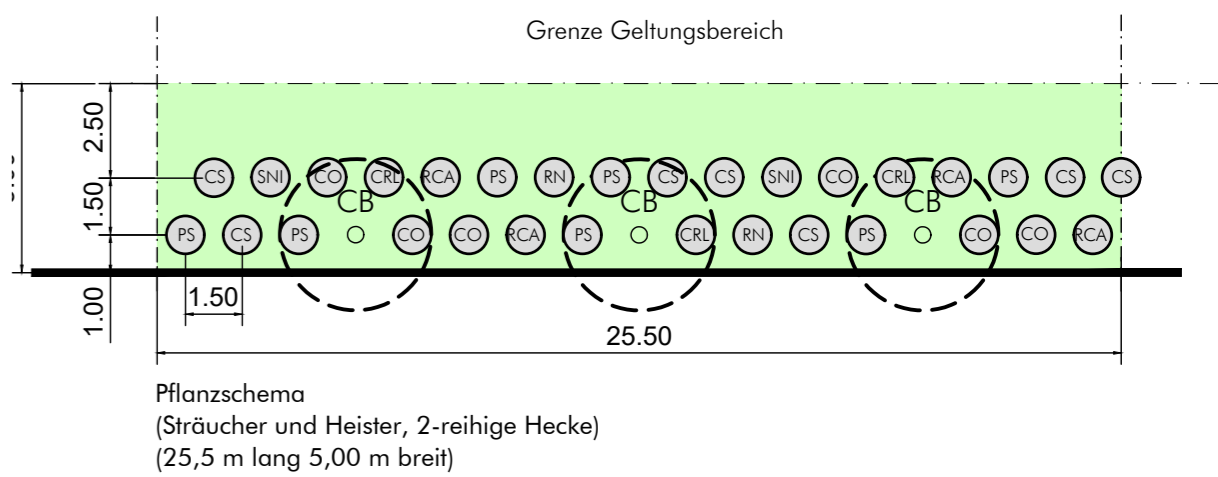 Grenze Geltungsbereich
2.50
1.50
1.00
CS SNI CO CRL RCA PS RN PS CS CS SNI CO CRL RCA PS CS CS
CB CB CB
PS CS PS CO CO RCA PS CRL RN CS PS CO CO RCA
1.50
25.50
Pflanzschema
(Sträucher und Heister, 2-reihige Hecke)
(25,5 m lang 5,00 m breit)